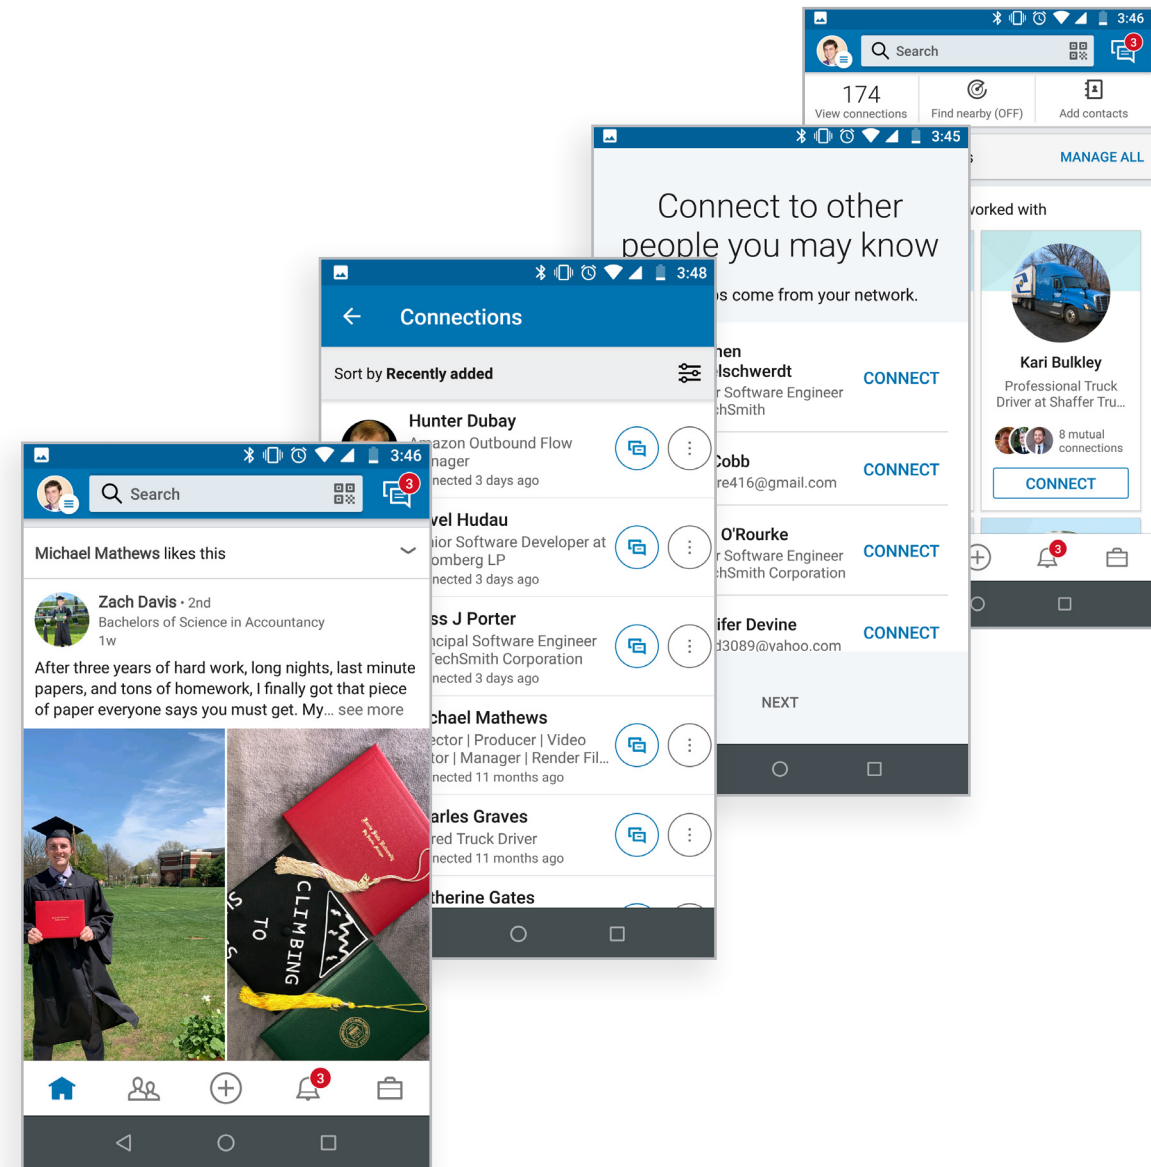 3:46
Search
3
174
View connections
Find nearby (OFF)
Add contacts
MANAGE ALL
orked with
Kari Bulkley
Professional Truck
Driver at Shaffer Tru...
8 mutual
connections
CONNECT
3
3:45
Connect to other
people you may know
s come from your network.
en
lschwerdt
r Software Engineer
hSmith
CONNECT
Cobb
re416@gmail.com
CONNECT
O'Rourke
r Software Engineer
hSmith Corporation
CONNECT
ifer Devine
d3089@yahoo.com
CONNECT
NEXT
3:48
Connections
Sort by Recently added
Hunter Dubay
Amazon Outbound Flow
nager
nected 3 days ago
vel Hudau
ior Software Developer at
omberg LP
nected 3 days ago
ss J Porter
ncipal Software Engineer
TechSmith Corporation
nected 3 days ago
chael Mathews
ector | Producer | Video
tor | Manager | Render Fil...
nected 11 months ago
arles Graves
red Truck Driver
nected 11 months ago
therine Gates
3:46
Search
3
Michael Mathews likes this
Zach Davis • 2nd
Bachelors of Science in Accountancy
1w
After three years of hard work, long nights, last minute
papers, and tons of homework, I finally got that piece
of paper everyone says you must get. My... see more
CLIMBING
TO
3